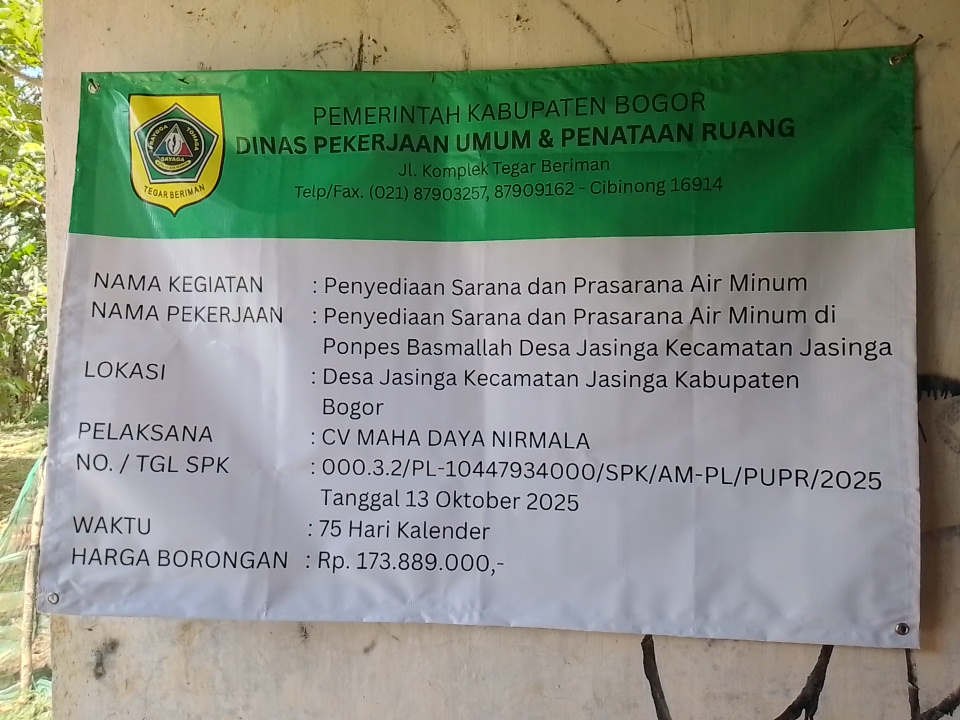 PEMERINTAH KABUPATEN BOGOR
DINAS PEKERJAAN UMUM & PENATAAN RUANG
Jl. Komplek Tegar Beriman
Telp/Fax. (021) 87903257, 87909162 - Cibinong 16914
PRAYOGA TOHAGA
SAYAGA
TEGAR BERIMAN
NAMA KEGIATAN : Penyediaan Sarana dan Prasarana Air Minum
NAMA PEKERJAAN : Penyediaan Sarana dan Prasarana Air Minum di
Ponpes Basmallah Desa Jasinga Kecamatan Jasinga
LOKASI : Desa Jasinga Kecamatan Jasinga Kabupaten
Bogor
PELAKSANA : CV MAHA DAYA NIRMALA
NO. / TGL SPK : 000.3.2/PL-10447934000/SPK/AM-PL/PUPR/2025
Tanggal 13 Oktober 2025
WAKTU : 75 Hari Kalender
HARGA BORONGAN : Rp. 173.889.000,-